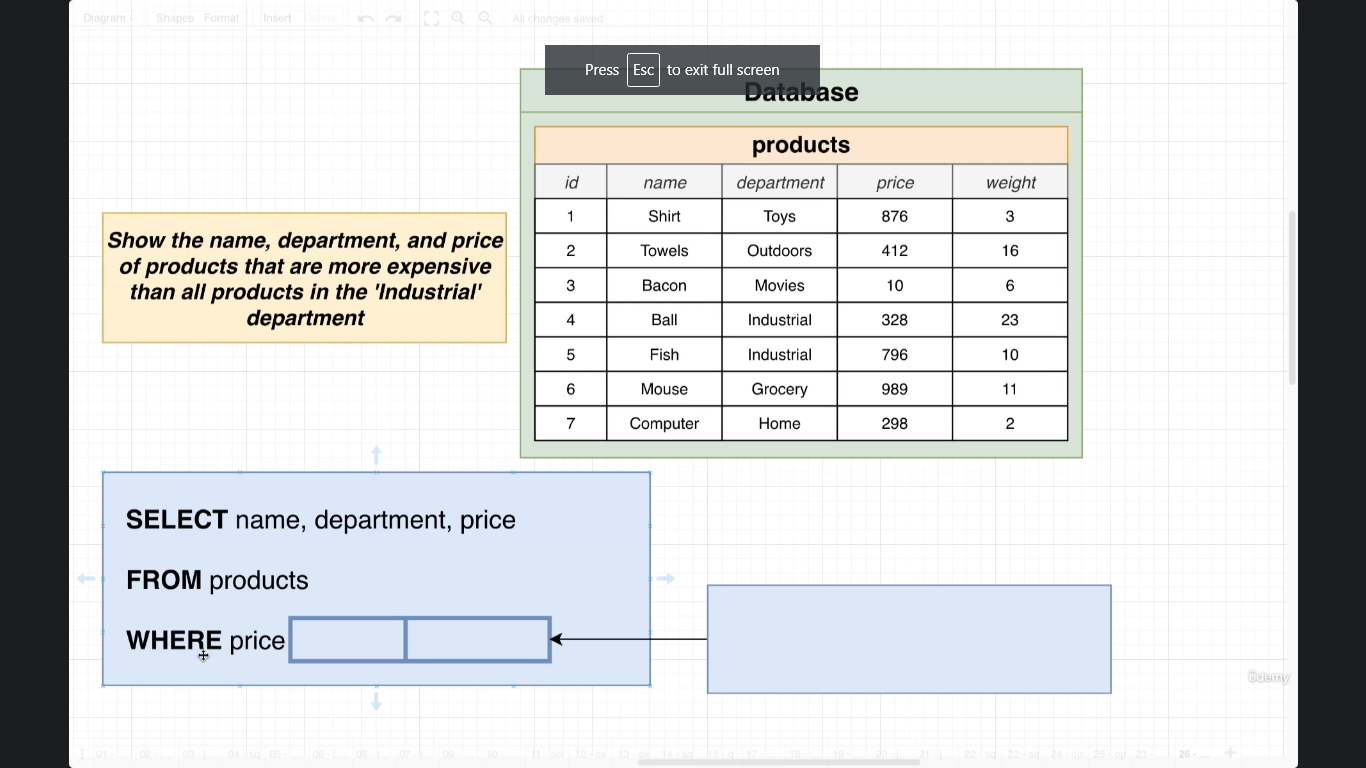 Diagram Shapes Format Insert Delete All changes saved
Press Esc to exit full screen
Database
products
id name department price weight
1 Shirt Toys 876 3
2 Towels Outdoors 412 16
3 Bacon Movies 10 6
4 Ball Industrial 328 23
5 Fish Industrial 796 10
6 Mouse Grocery 989 11
7 Computer Home 298 2
Show the name, department, and price
of products that are more expensive
than all products in the 'Industrial'
department
SELECT name, department, price
FROM products
WHERE price
ûdemy